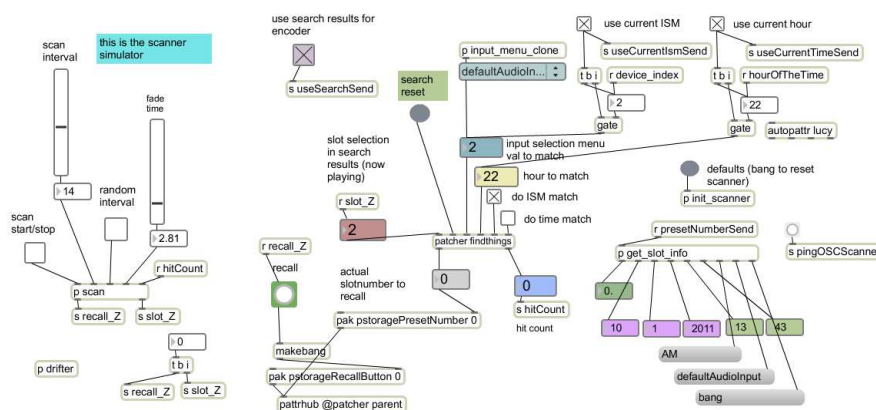 scan
interval
this is the scanner
simulator
fade
time
14
random
interval
scan
start/stop
2.81
r hitCount
p scan
s recall_Z
s slot_Z
0
t b i
p drifter
s recall_Z
s slot_Z
use search results for
encoder
s useSearchSend
search
reset
slot selection
in search
results (now
playing)
r slot_Z
2
r recall_Z
recall
actual
slotnumber to
recall
pak pstoragePresetNumber 0
makebang
pak pstorageRecallButton 0
pattrhub @patcher parent
p input_menu_clone
defaultAudioIn...
use current ISM
s useCurrentIsmSend
t b i
r device_index
2
gate
2
input selection menu
val to match
22
hour to match
do ISM match
do time match
patcher findthings
0
0
s hitCount
hit count
use current hour
s useCurrentTimeSend
t b i
r hourOfTheTime
22
gate
autopattr lucy
defaults (bang to reset
scanner)
p init_scanner
r presetNumberSend
p get_slot_info
s pingOSCScanne
0.
10
1
2011
13
43
AM
defaultAudioInput
bang